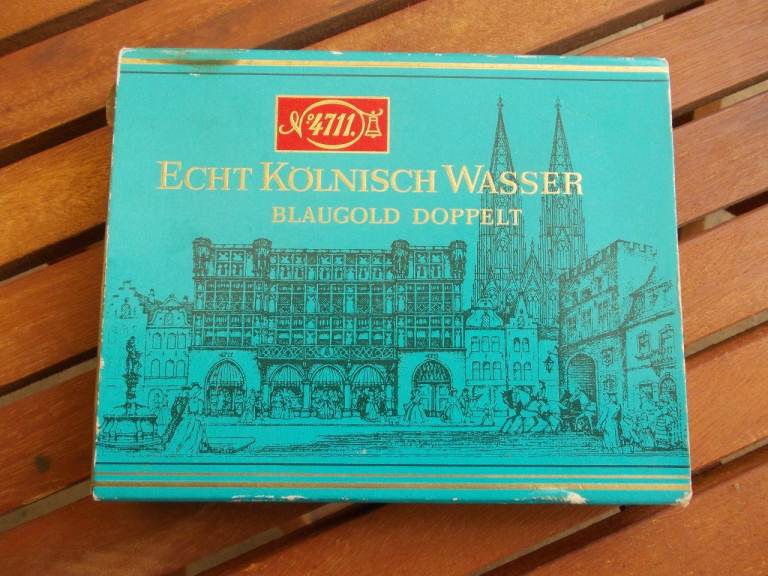 Nº4711.
ECHT KÖLNISCH WASSER
BLAUGOLD DOPPELT